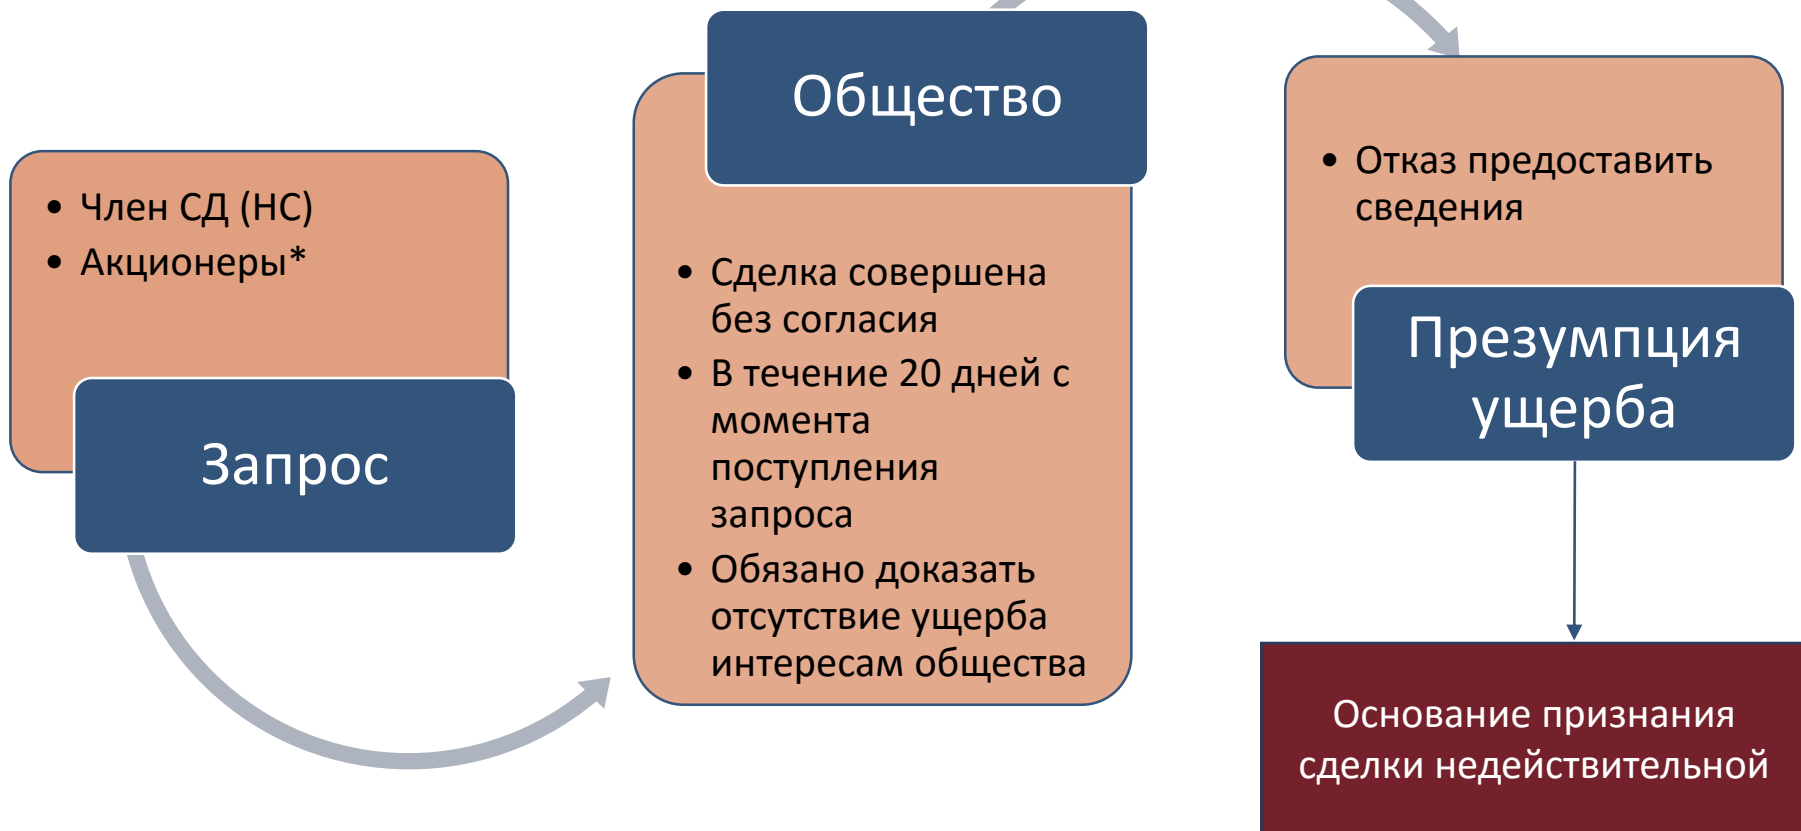 • Член СД (НС)
• Акционеры*
Запрос
Общество
• Сделка совершена
без согласия
• В течение 20 дней с
момента
поступления
запроса
• Обязано доказать
отсутствие ущерба
интересам общества
• Отказ предоставить
сведения
Презумпция
ущерба
Основание признания
сделки недействительной